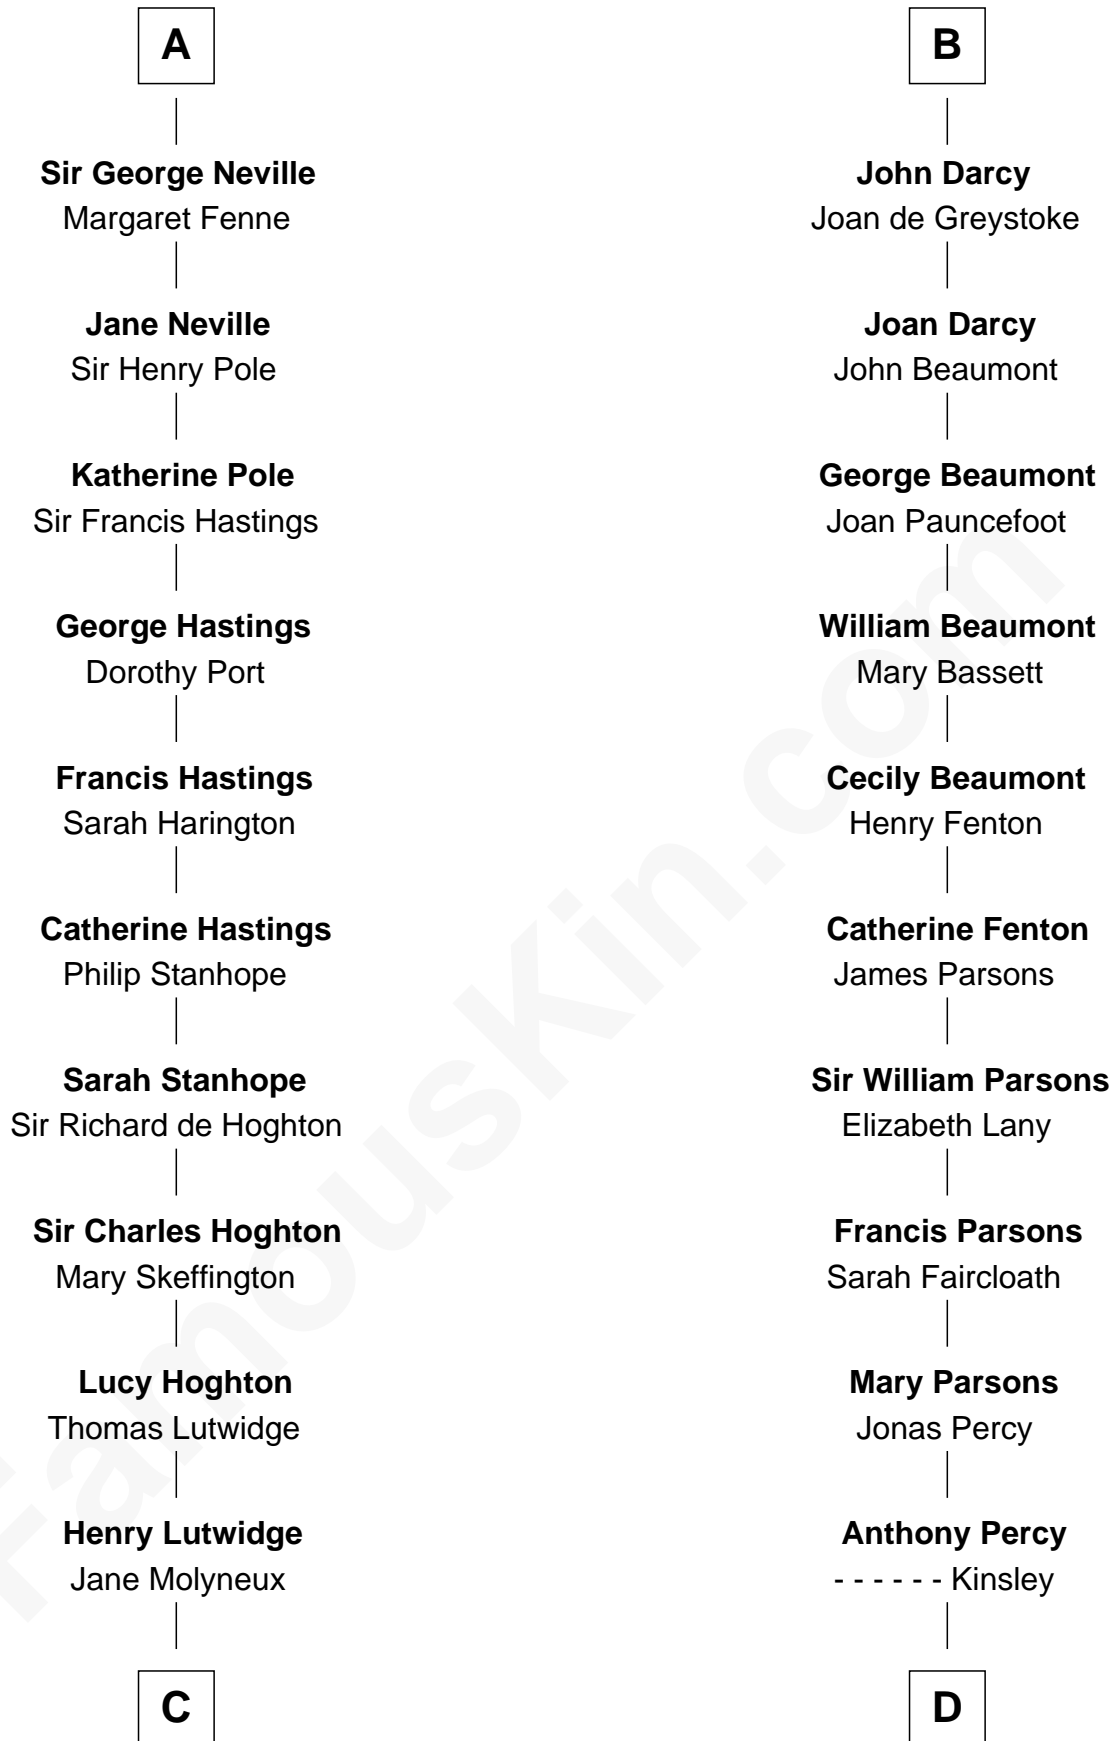 A
Sir George Neville
Margaret Fenne
Jane Neville
Sir Henry Pole
Katherine Pole
Sir Francis Hastings
George Hastings
Dorothy Port
Francis Hastings
Sarah Harington
Catherine Hastings
Philip Stanhope
Sarah Stanhope
Sir Richard de Hoghton
Sir Charles Hoghton
Mary Skeffington
Lucy Hoghton
Thomas Lutwidge
Henry Lutwidge
Jane Molyneux
C
B
John Darcy
Joan de Greystoke
Joan Darcy
John Beaumont
George Beaumont
Joan Pauncefoot
William Beaumont
Mary Bassett
Cecily Beaumont
Henry Fenton
Catherine Fenton
James Parsons
Sir William Parsons
Elizabeth Lany
Francis Parsons
Sarah Faircloath
Mary Parsons
Jonas Percy
Anthony Percy
- - - - - - Kinsley
D
FamousKin.com